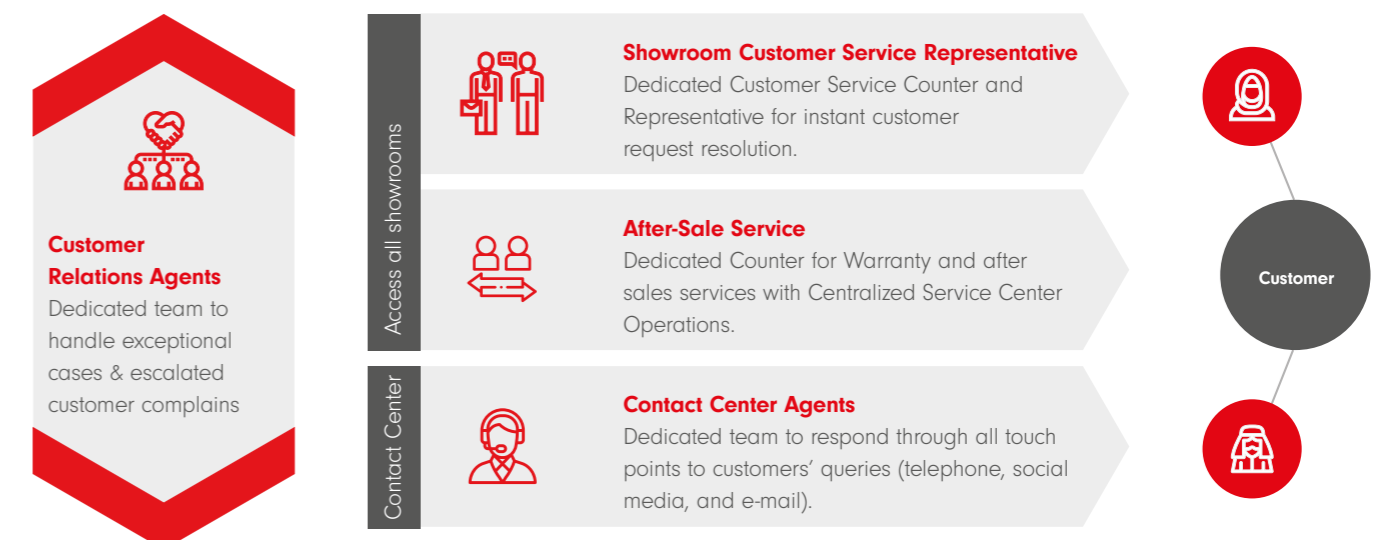 Customer
Relations Agents
Dedicated team to
handle exceptional
cases & escalated
customer complains
Access all showrooms
Showroom Customer Service Representative
Dedicated Customer Service Counter and
Representative for instant customer
request resolution.
After-Sale Service
Dedicated Counter for Warranty and after
sales services with Centralized Service Center
Operations.
Contact Center
Contact Center Agents
Dedicated team to respond through all touch
points to customers’ queries (telephone, social
media, and e-mail).
Customer